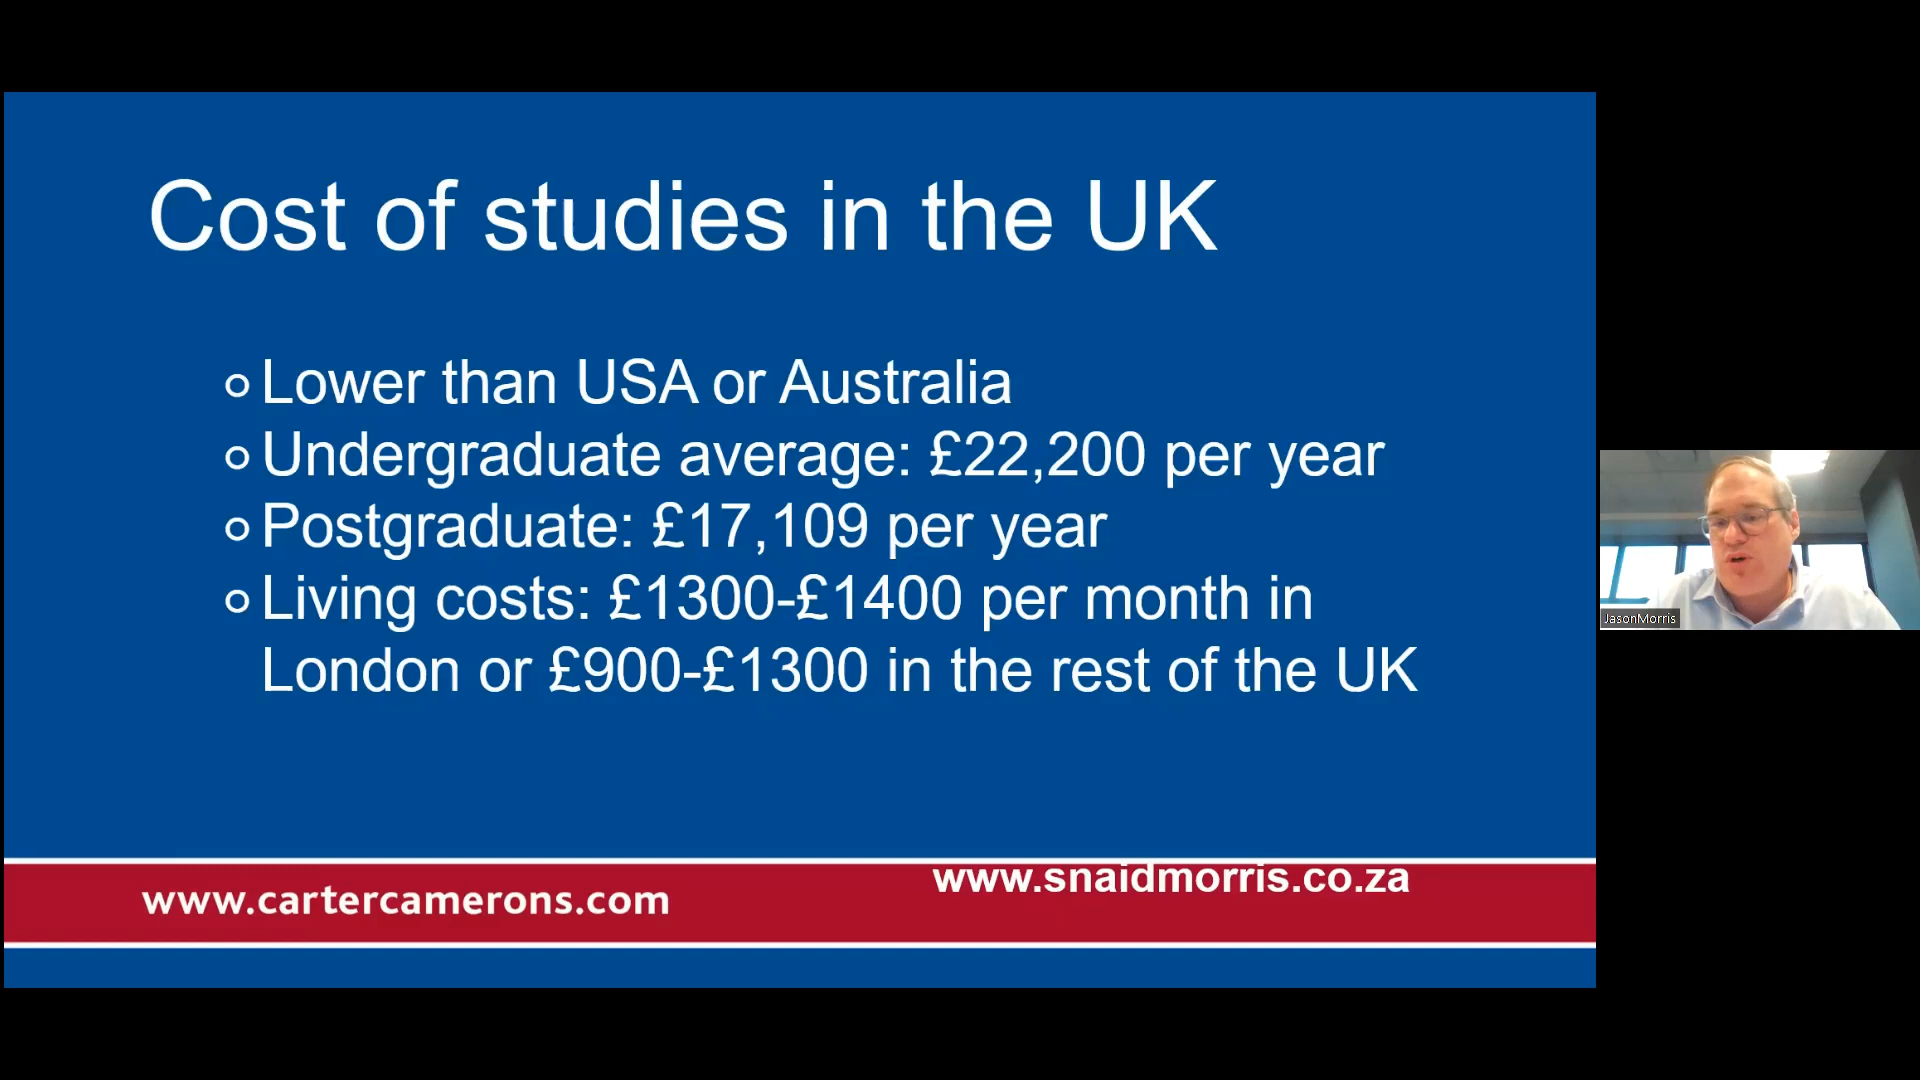 Cost of studies in the UK
Lower than USA or Australia
Undergraduate average: £22,200 per year
Postgraduate: £17,109 per year
Living costs: £1300-£1400 per month in
London or £900-£1300 in the rest of the UK
www.cartercamerons.com
www.snaidmorris.co.za
JasonMorris